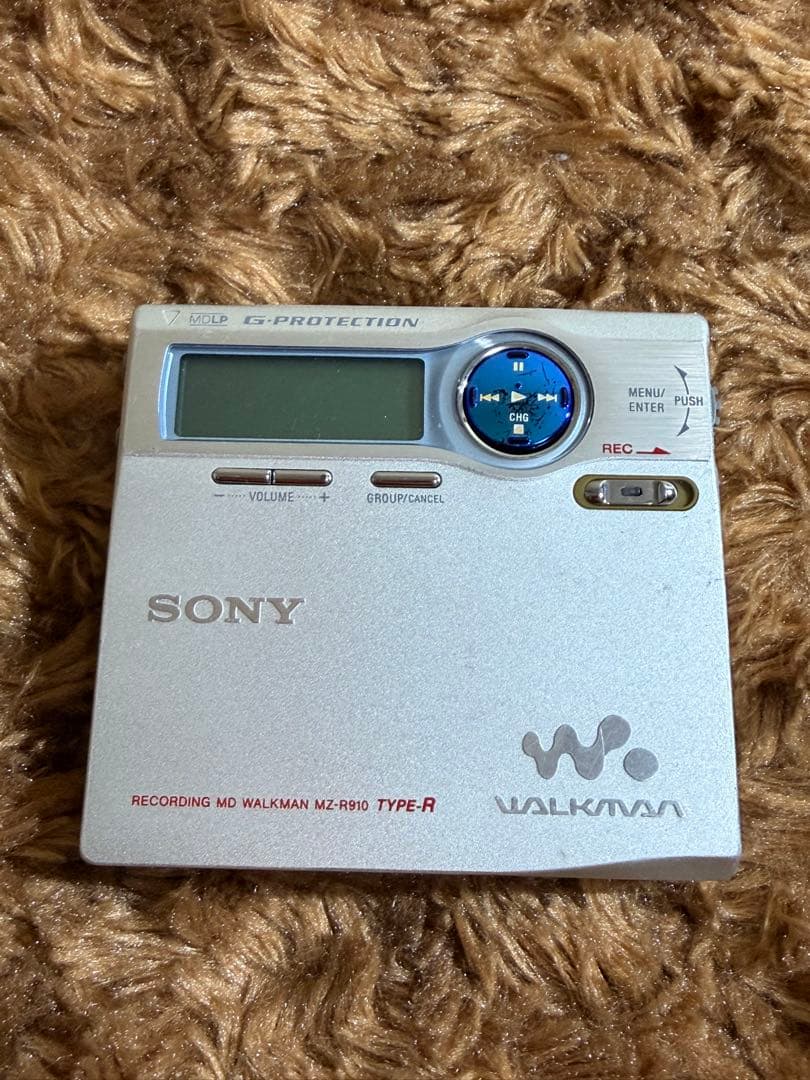 MDLP G-PROTECTION
CHG
MENU/
ENTER
PUSH
REC
− VOLUME +
GROUP/CANCEL
SONY
RECORDING MD WALKMAN MZ-R910 TYPE-R
WALKMAN